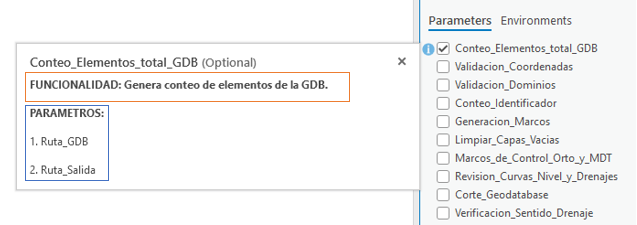 Conteo_Elementos_total_GDB (Optional)
FUNCIONALIDAD: Genera conteo de elementos de la GDB.
PARAMETROS:
1. Ruta_GDB
2. Ruta_Salida
Parameters Environments
Conteo_Elementos_total_GDB
Validacion_Coordenadas
Validacion_Dominios
Conteo_Identificador
Generacion_Marcos
Limpiar_Capas_Vacias
Marcos_de_Control_Orto_y_MDT
Revision_Curvas_Nivel_y_Drenajes
Corte_Geodatabase
Verificacion_Sentido_Drenaje